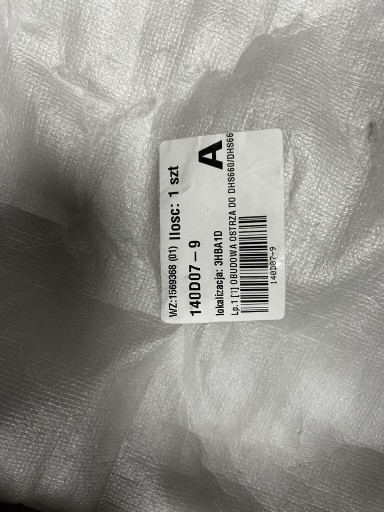 WZ:1569368 (01) Ilosc: 1 szt
140D07-9
A
lokalizacja: 3HBA1D
Lp.1 [1] OBUDOWA OSTRZA DO DHS660/DHS66
140D07-9